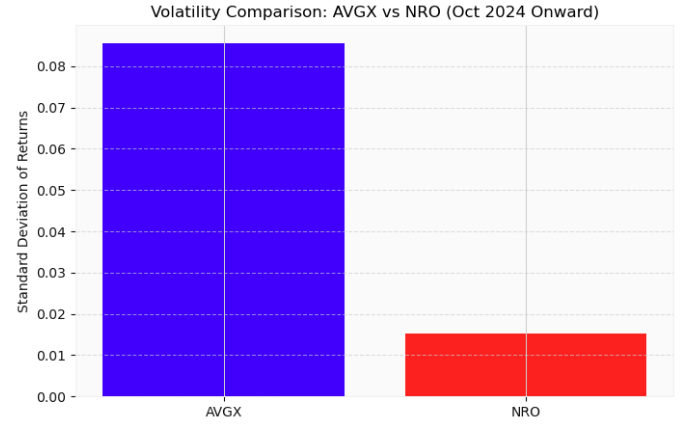 Volatility Comparison: AVGX vs NRO (Oct 2024 Onward)
Standard Deviation of Returns
0.08
0.07
0.06
0.05
0.04
0.03
0.02
0.01
0.00
AVGX
NRO